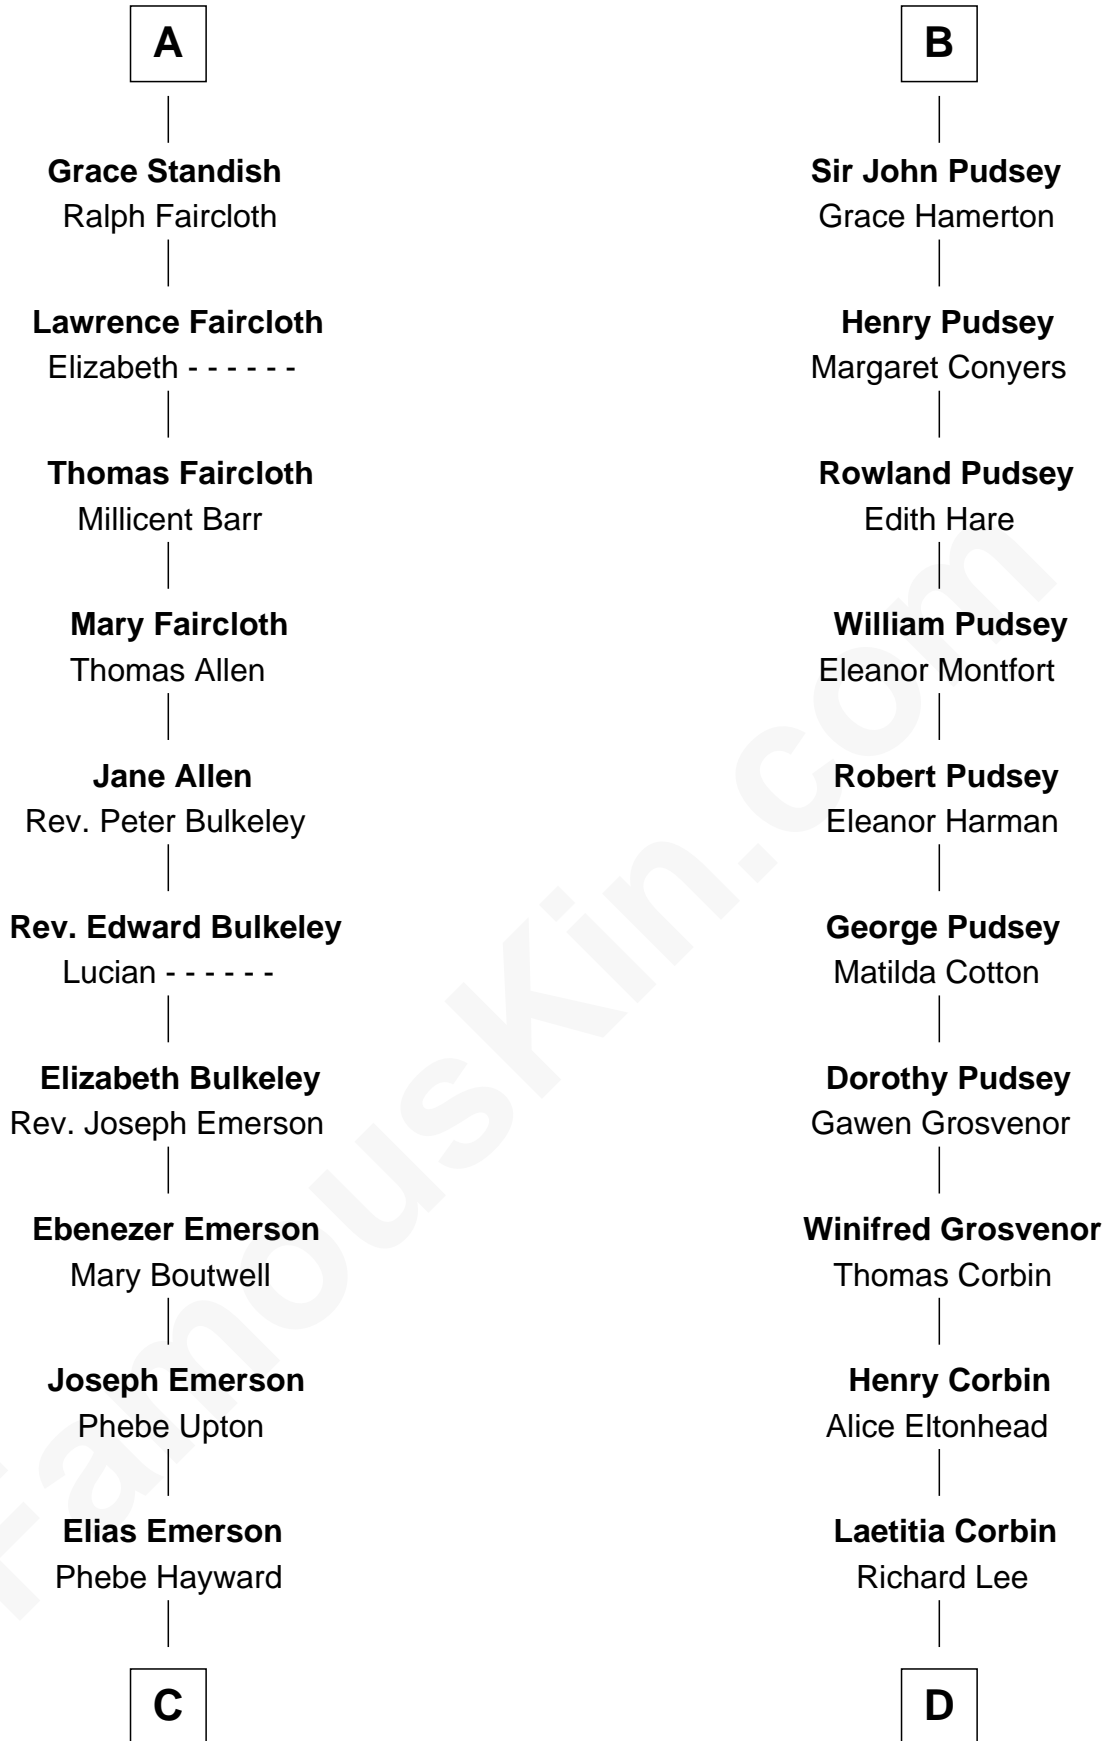 A
Grace Standish
Ralph Faircloth
Lawrence Faircloth
Elizabeth - - - - - -
Thomas Faircloth
Millicent Barr
Mary Faircloth
Thomas Allen
Jane Allen
Rev. Peter Bulkeley
Rev. Edward Bulkeley
Lucian - - - - - -
Elizabeth Bulkeley
Rev. Joseph Emerson
Ebenezer Emerson
Mary Boutwell
Joseph Emerson
Phebe Upton
Elias Emerson
Phebe Hayward
C
B
Sir John Pudsey
Grace Hamerton
Henry Pudsey
Margaret Conyers
Rowland Pudsey
Edith Hare
William Pudsey
Eleanor Montfort
Robert Pudsey
Eleanor Harman
George Pudsey
Matilda Cotton
Dorothy Pudsey
Gawen Grosvenor
Winifred Grosvenor
Thomas Corbin
Henry Corbin
Alice Eltonhead
Laetitia Corbin
Richard Lee
D
FamousKin.com